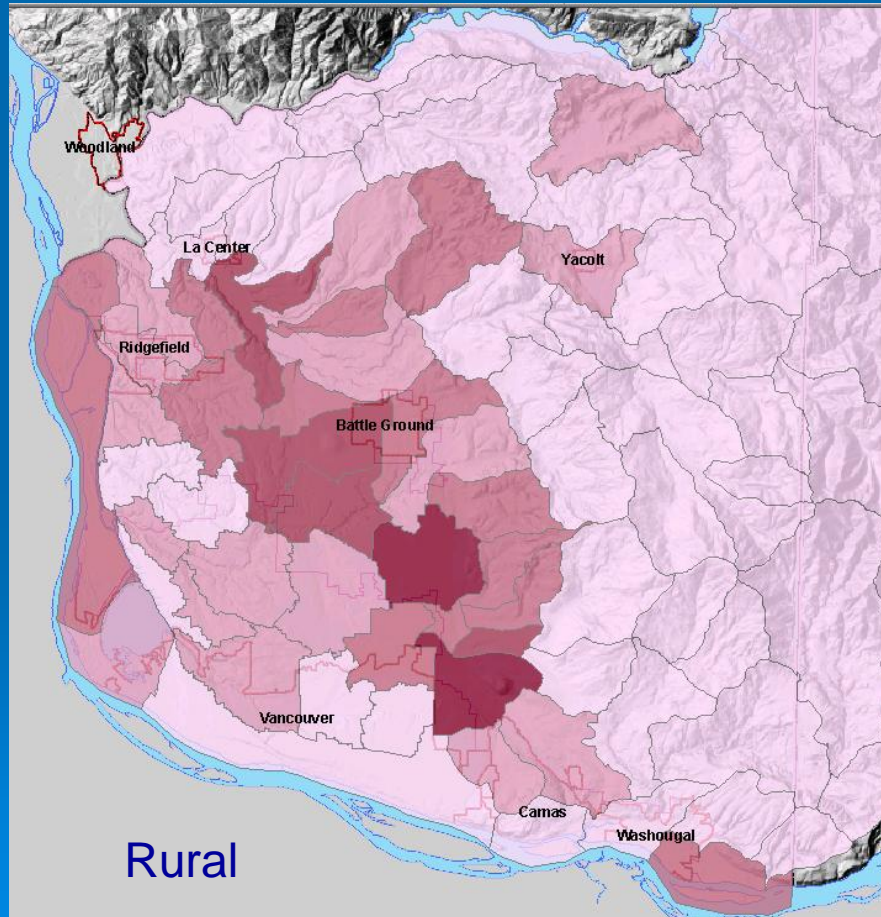 Woodland
La Center
Yacolt
Ridgefield
Battle Ground
Vancouver
Camas
Washougal
Rural